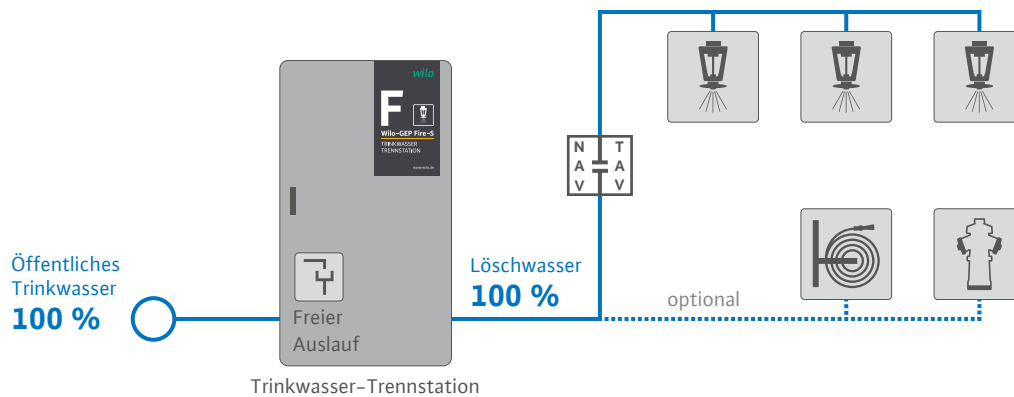 wilo
F
Wilo-GEP Fire-S
TRINKWASSER
TRENNSTATION
www.wilo.de
N T
A A
V V
Öffentliches
Trinkwasser
100 %
Freier
Auslauf
Löschwasser
100 %
optional
Trinkwasser-Trennstation